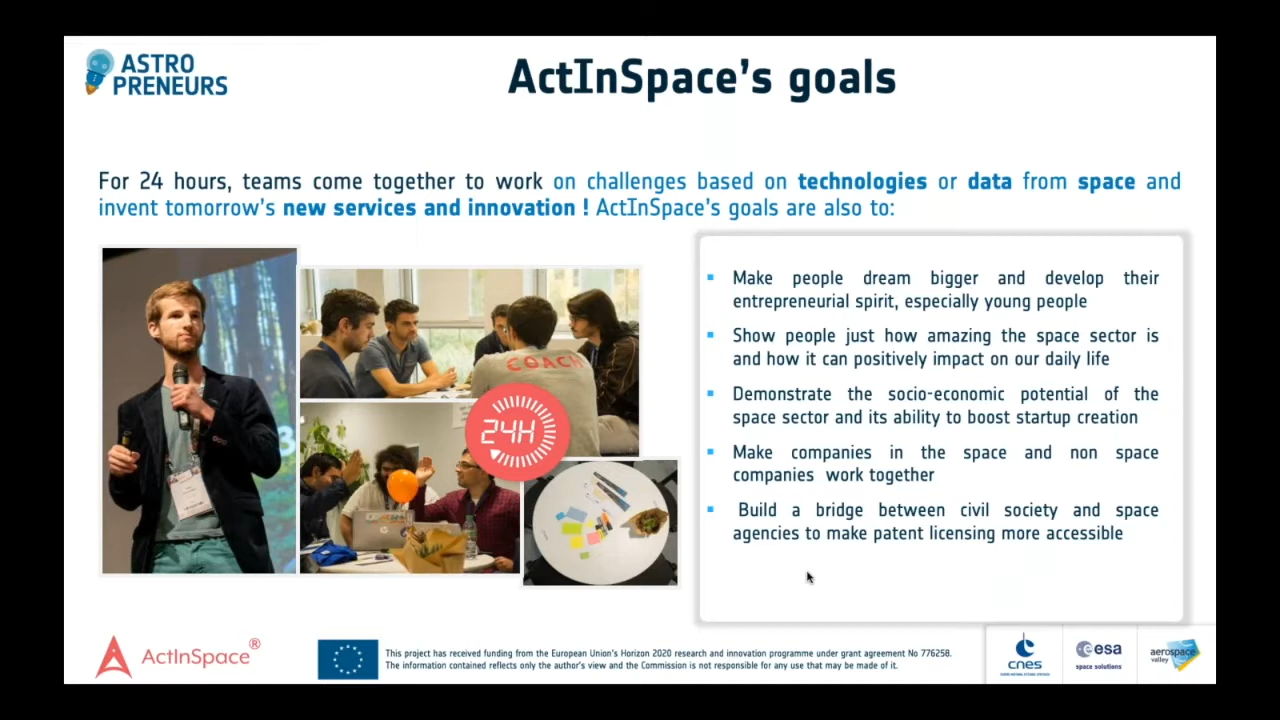 ASTRO
PRENEURS
ActInSpace's goals
For 24 hours, teams come together to work on challenges based on technologies or data from space and
invent tomorrow's new services and innovation ! ActInSpace's goals are also to:
COACH
24H
Make people dream bigger and develop their
entrepreneurial spirit, especially young people
Show people just how amazing the space sector is
and how it can positively impact on our daily life
Demonstrate the socio-economic potential of the
space sector and its ability to boost startup creation
Make companies in the space and non space
companies work together
Build a bridge between civil society and space
agencies to make patent licensing more accessible
ActInSpace®
This project has received funding from the European Union's Horizon 2020 research and innovation programme under grant agreement No 776258.
The information contained reflects only the author's view and the Commission is not responsible for any use that may be made of it.
cnes
esa
space solutions
aerospace
valley